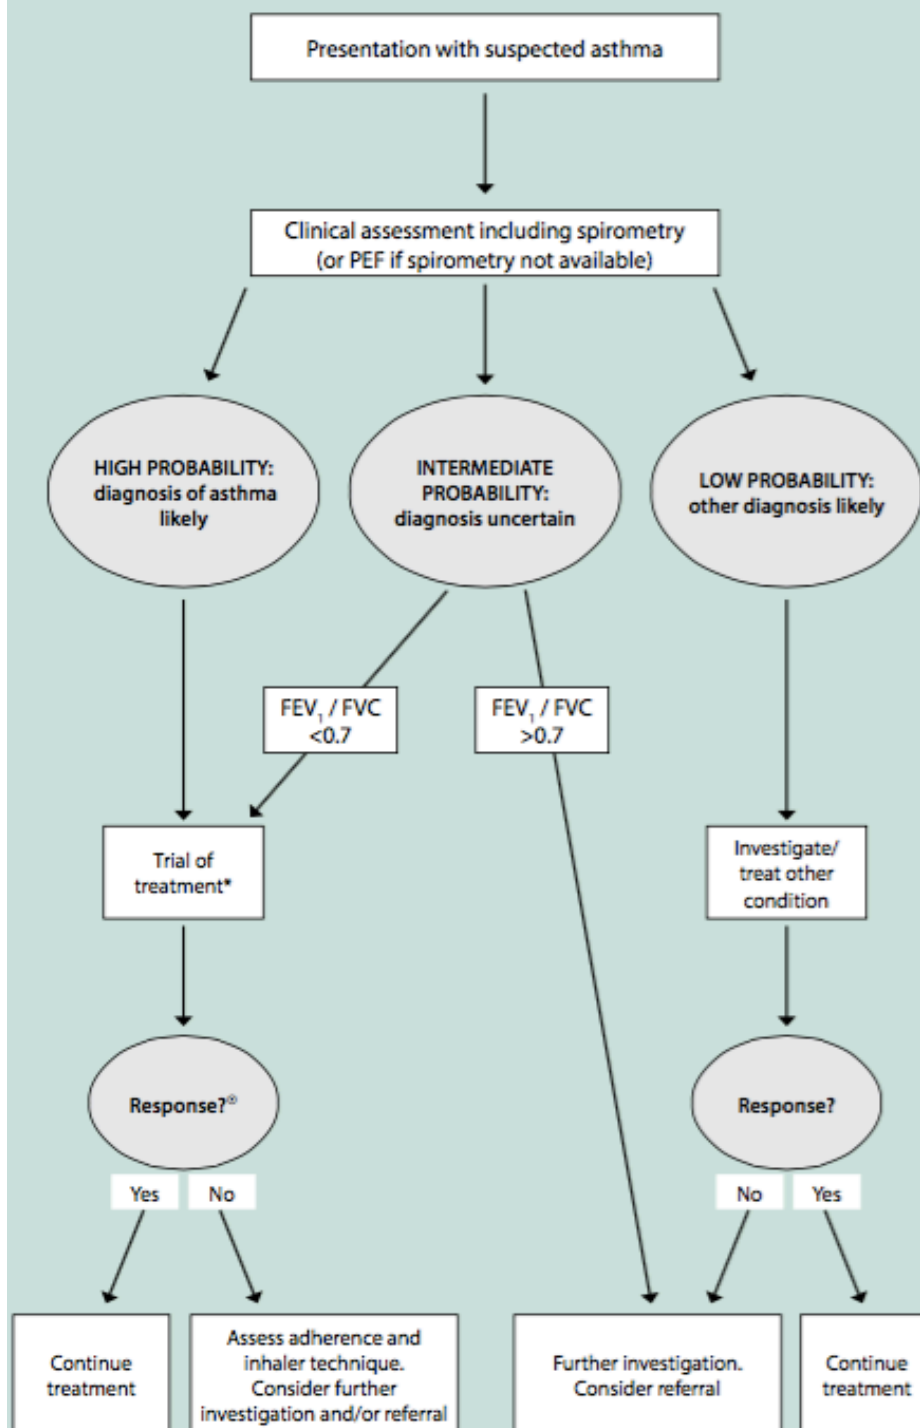 Presentation with suspected asthma
Clinical assessment including spirometry
(or PEF if spirometry not available)
HIGH PROBABILITY:
diagnosis of asthma
likely
INTERMEDIATE
PROBABILITY:
diagnosis uncertain
LOW PROBABILITY:
other diagnosis likely
FEV₁ / FVC
<0.7
FEV₁ / FVC
>0.7
Trial of
treatment*
Investigate/
treat other
condition
Response?
Response?
Yes
No
No
Yes
Continue
treatment
Assess adherence and
inhaler technique.
Consider further
investigation and/or referral
Further investigation.
Consider referral
Continue
treatment